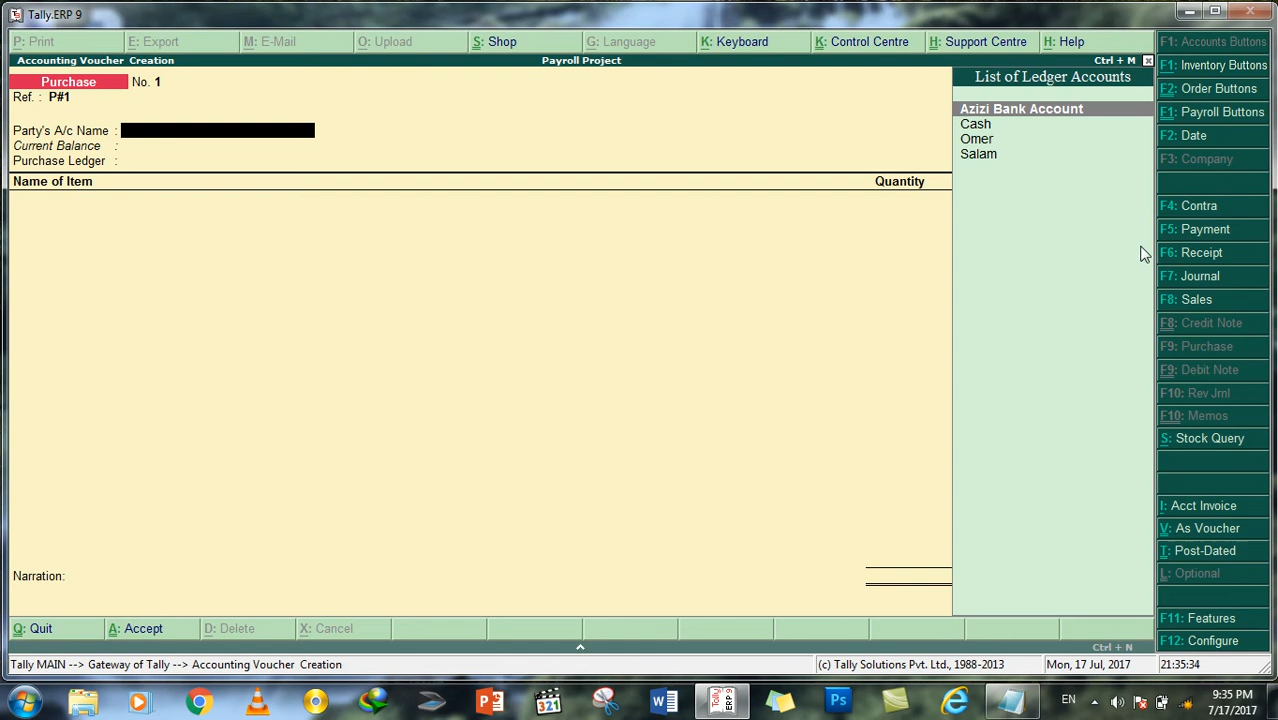 Tally.ERP 9
P: Print
E: Export
M: E-Mail
O: Upload
S: Shop
G: Language
K: Keyboard
K: Control Centre
H: Support Centre
H: Help
Accounting Voucher Creation
Payroll Project
Ctrl + M
Purchase No. 1
Ref. : P#1
Party's A/c Name :
Current Balance :
Purchase Ledger :
Name of Item
Quantity
Narration:
List of Ledger Accounts
Azizi Bank Account
Cash
Omer
Salam
F1: Accounts Buttons
F1: Inventory Buttons
F2: Order Buttons
F1: Payroll Buttons
F2: Date
F3: Company
F4: Contra
F5: Payment
F6: Receipt
F7: Journal
F8: Sales
F8: Credit Note
F9: Purchase
F9: Debit Note
F10: Rev Jrnl
F10: Memos
S: Stock Query
I: Acct Invoice
V: As Voucher
T: Post-Dated
L: Optional
F11: Features
F12: Configure
Q: Quit
A: Accept
D: Delete
X: Cancel
Ctrl + N
Tally MAIN --> Gateway of Tally --> Accounting Voucher Creation
(c) Tally Solutions Pvt. Ltd., 1988-2013
Mon, 17 Jul, 2017
21:35:34
321
Tally ERP 9
Ps
EN
9:35 PM
7/17/2017